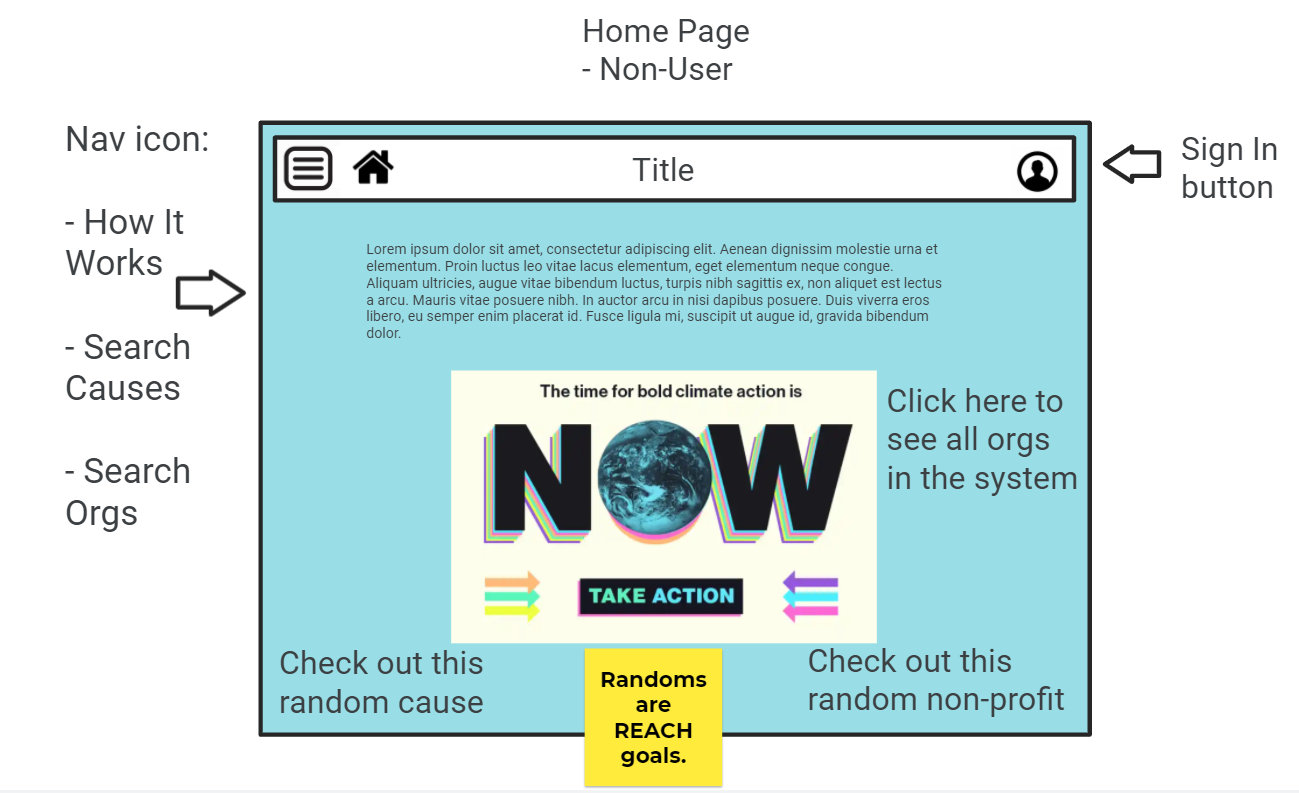 Home Page
- Non-User
Nav icon:
- How It
Works
- Search
Causes
- Search
Orgs
Title
Sign In
button
Lorem ipsum dolor sit amet, consectetur adipiscing elit. Aenean dignissim molestie urna et
elementum. Proin luctus leo vitae lacus elementum, eget elementum neque congue.
Aliquam ultricies, augue vitae bibendum luctus, turpis nibh sagittis ex, non aliquet est lectus
a arcu. Mauris vitae posuere nibh. In auctor arcu in nisi dapibus posuere. Duis viverra eros
libero, eu semper enim placerat id. Fusce ligula mi, suscipit ut augue id, gravida bibendum
dolor.
The time for bold climate action is
NOW
TAKE ACTION
Click here to
see all orgs
in the system
Check out this
random cause
Randoms
are
REACH
goals.
Check out this
random non-profit